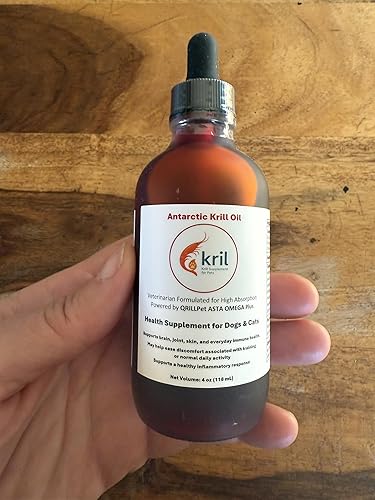 Antarctic Krill Oil
kril
Krill Supplement
for Pets
Veterinarian Formulated for High Absorption
Powered by QRILLPet ASTA OMEGA Plus.
Health Supplement for Dogs & Cats
Supports brain, joint, skin, and everyday immune health.
May help ease discomfort associated with training
or normal daily activity
Supports a healthy inflammatory response
Net Volume: 4 oz (118 mL)